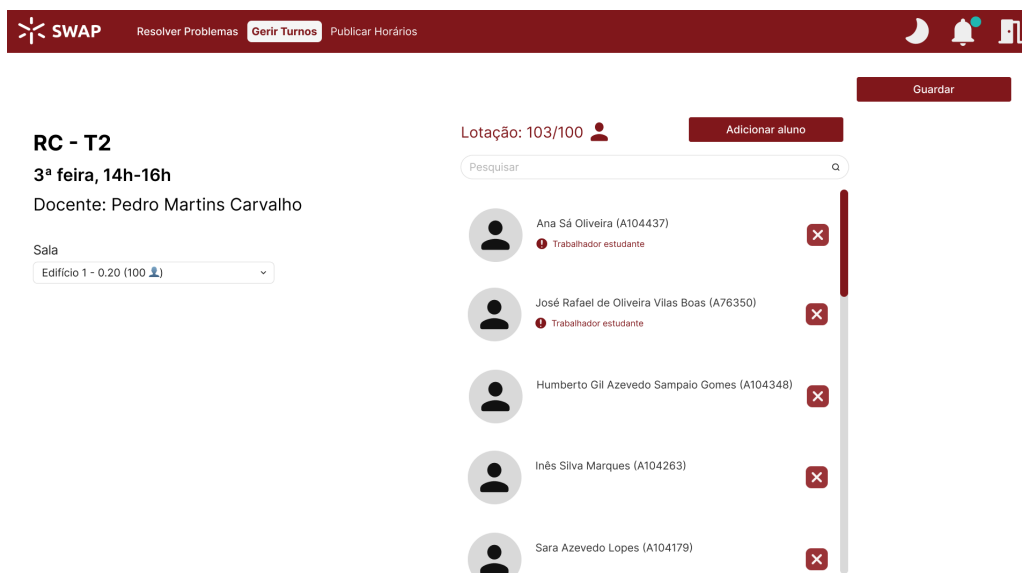 SWAP
Resolver Problemas Gerir Turnos Publicar Horários
Guardar
RC - T2
3ª feira, 14h-16h
Docente: Pedro Martins Carvalho
Sala
Edifício 1 - 0.20 (100 👤)
Lotação: 103/100
Adicionar aluno
Pesquisar
Ana Sá Oliveira (A104437)
Trabalhador estudante
José Rafael de Oliveira Vilas Boas (A76350)
Trabalhador estudante
Humberto Gil Azevedo Sampaio Gomes (A104348)
Inês Silva Marques (A104263)
Sara Azevedo Lopes (A104179)